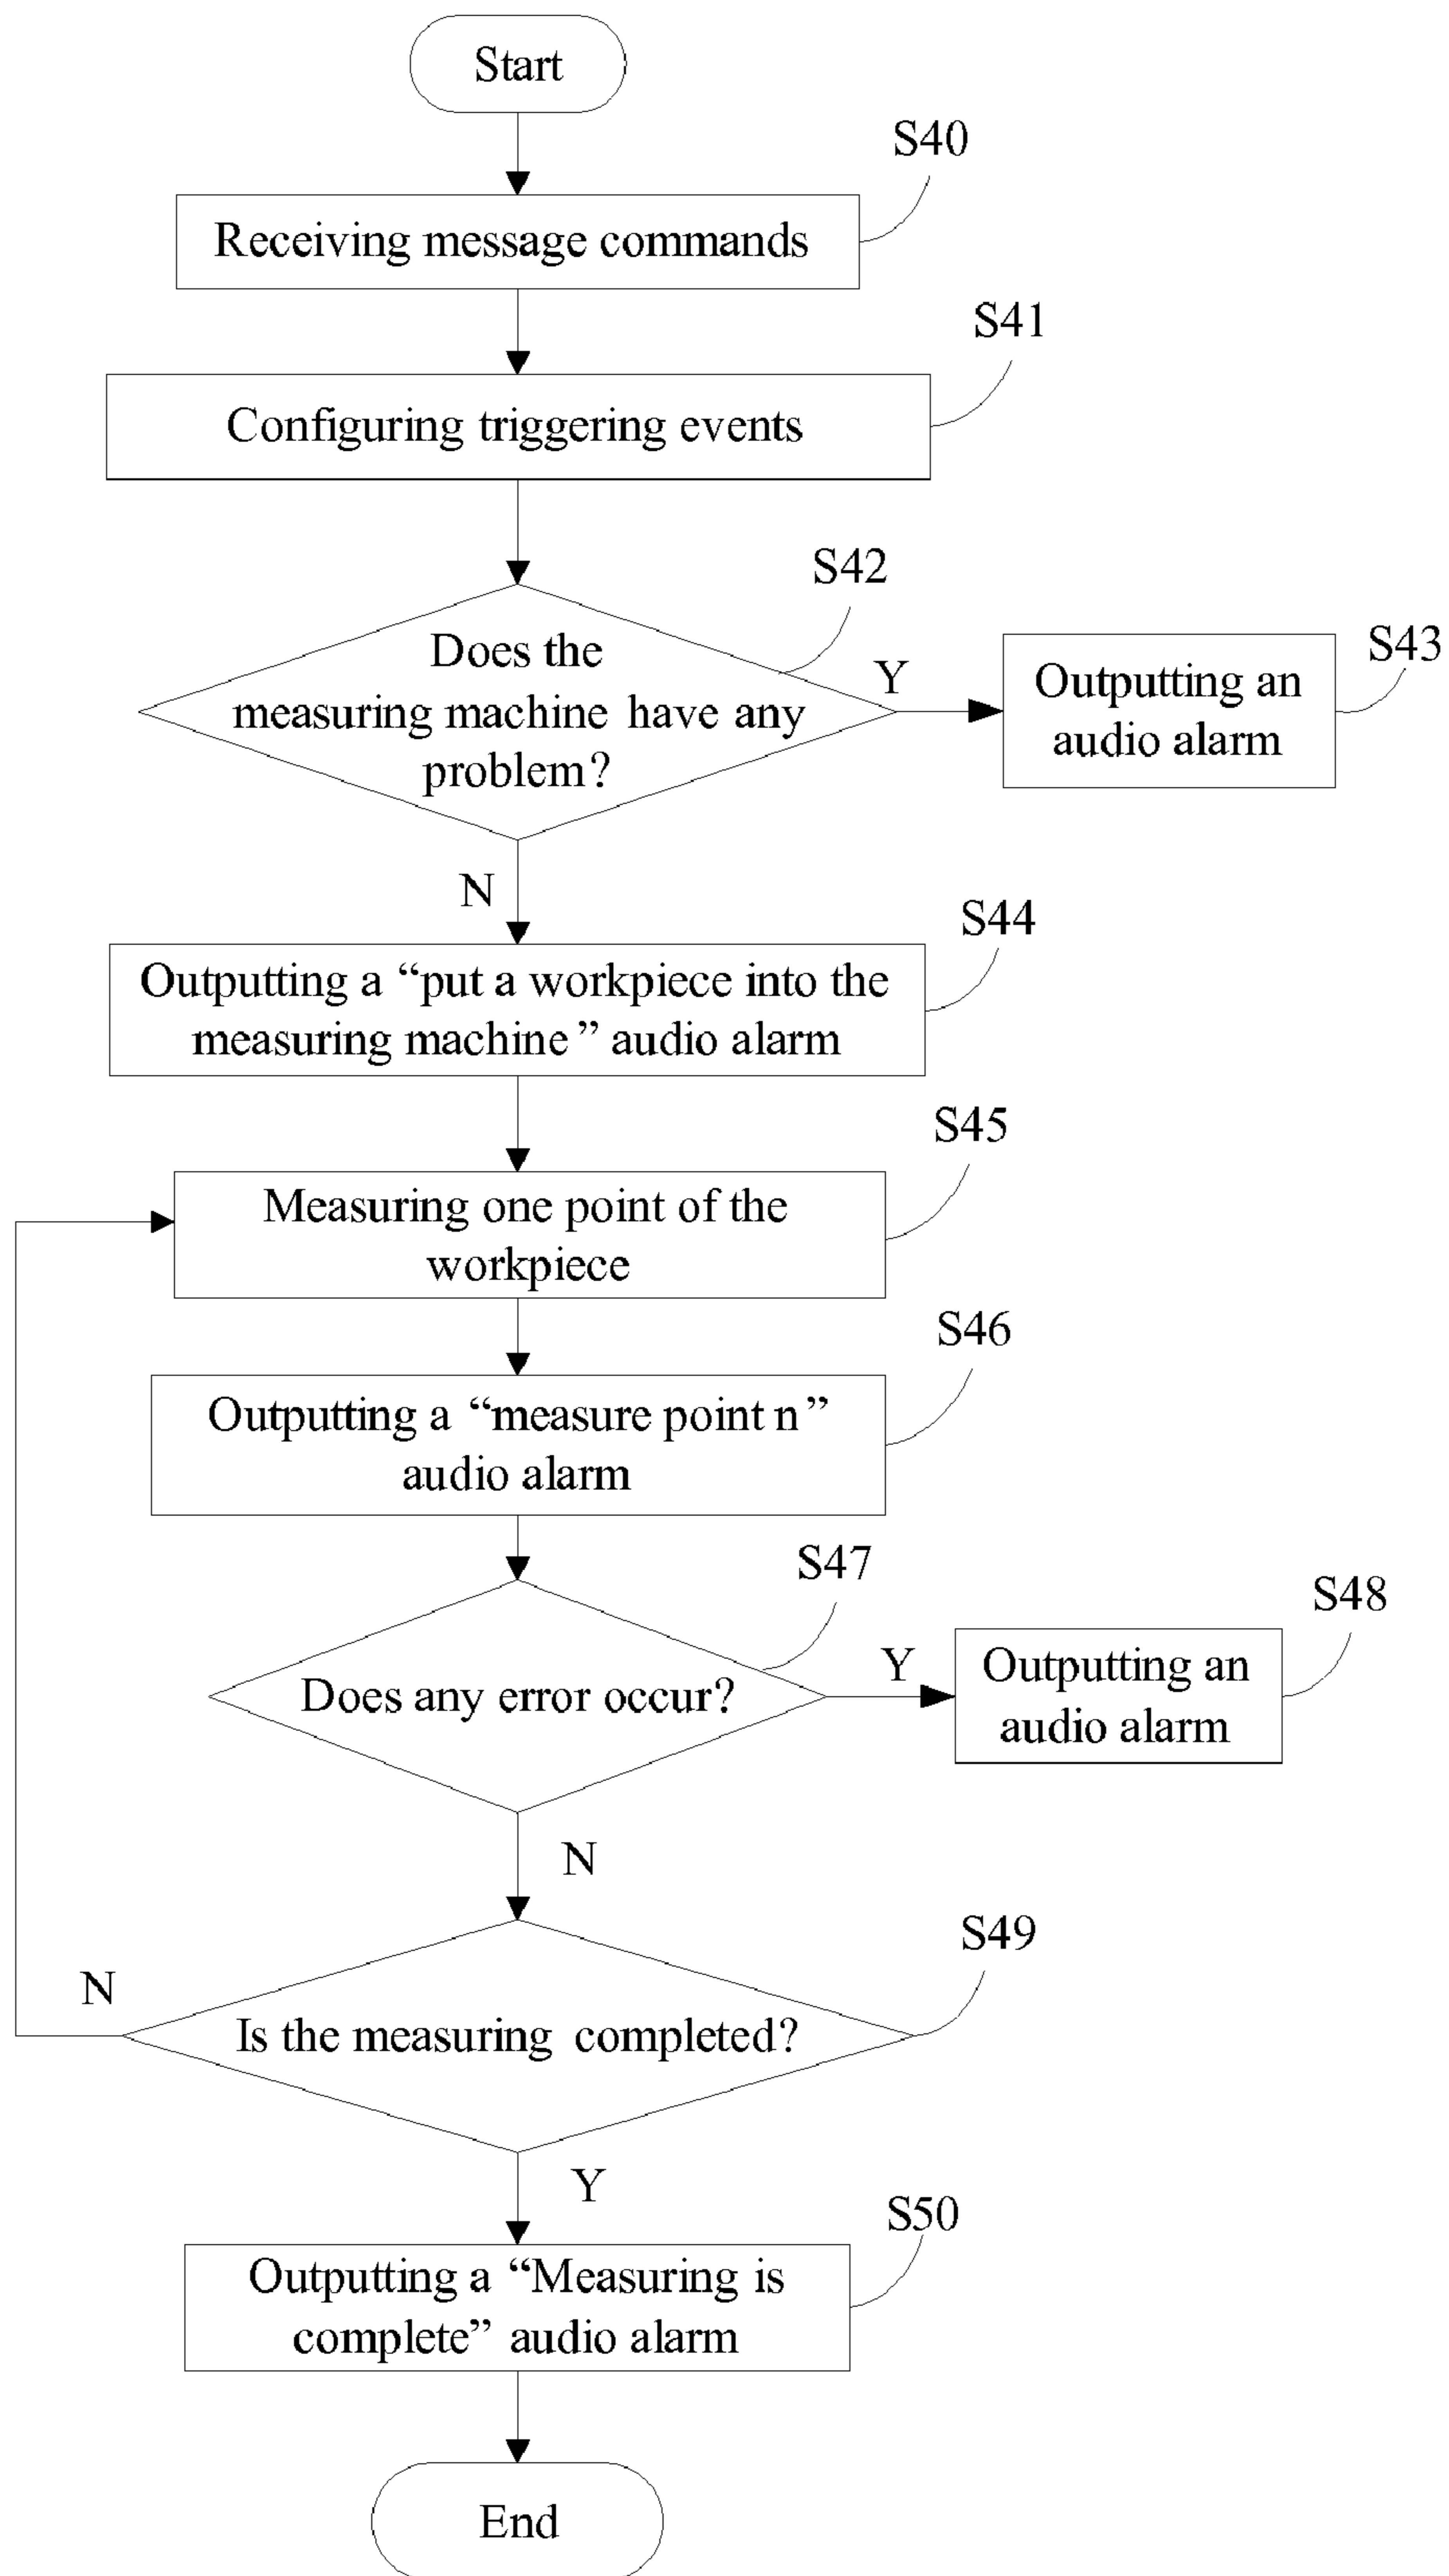 Start
S40
Receiving message commands
S41
Configuring triggering events
S42
Does the
measuring machine have any
problem?
Y
S43
Outputting an
audio alarm
N
S44
Outputting a “put a workpiece into the
measuring machine” audio alarm
S45
Measuring one point of the
workpiece
S46
Outputting a “measure point n”
audio alarm
S47
Does any error occur?
Y
S48
Outputting an
audio alarm
N
S49
Is the measuring completed?
N
Y
S50
Outputting a “Measuring is
complete” audio alarm
End